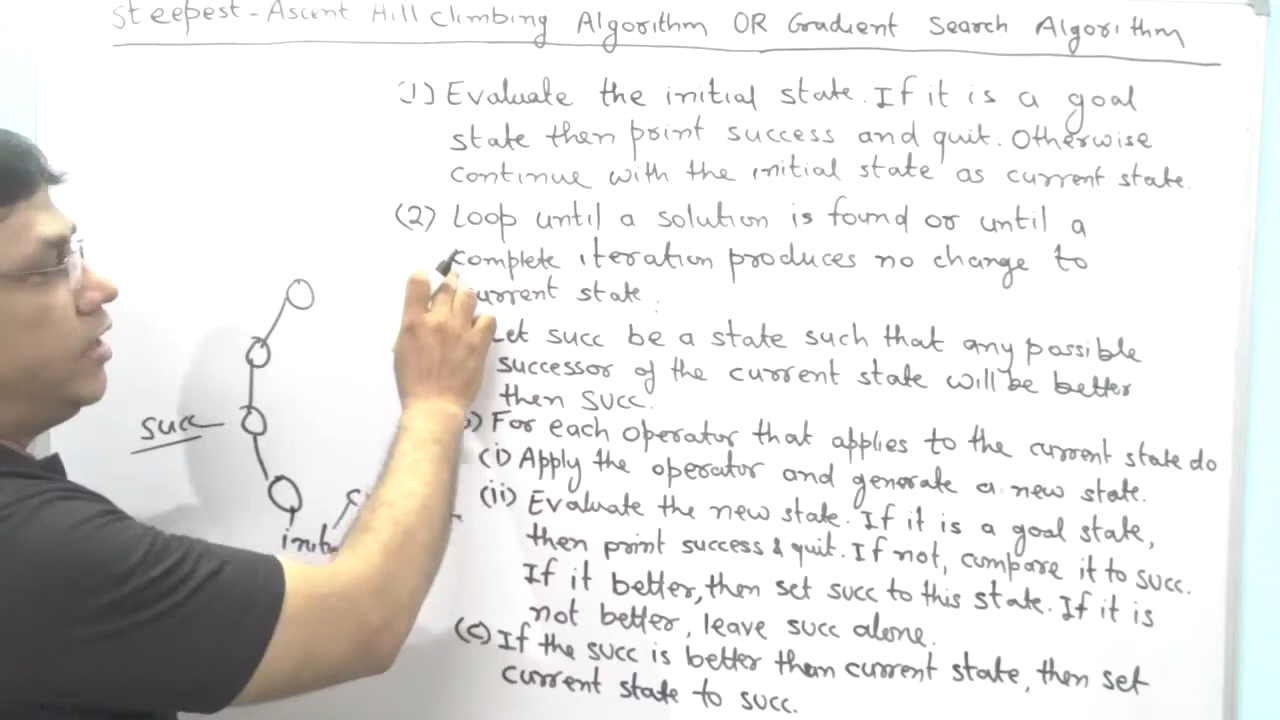 Steepest-Ascent Hill Climbing Algorithm OR Gradient Search Algorithm
(1) Evaluate the initial state. If it is a goal
state then print success and quit. Otherwise
continue with the initial state as current state.
(2) Loop until a solution is found or until a
complete iteration produces no change to
current state.
Let succ be a state such that any possible
successor of the current state will be better
then succ.
b) For each operator that applies to the current state do
(i) Apply the operator and generate a new state.
(ii) Evaluate the new state. If it is a goal state,
then print success & quit. If not, compare it to succ.
If it better, then set succ to this state. If it is
not better, leave succ alone.
(c) If the succ is better than current state, then set
current state to succ.
succ